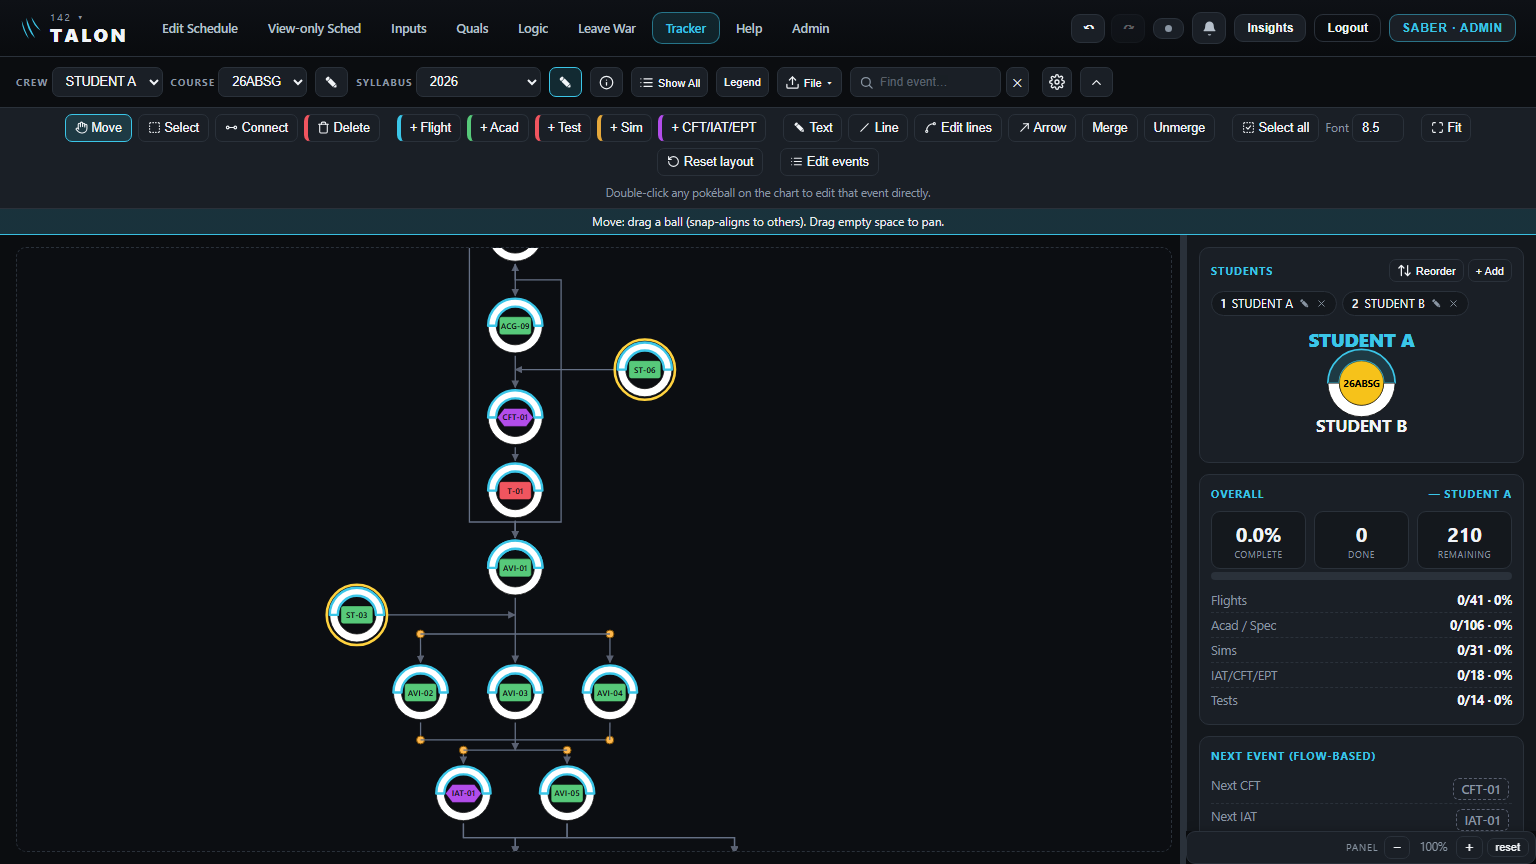 142
TALON
Edit Schedule
View-only Sched
Inputs
Quals
Logic
Leave War
Tracker
Help
Admin
Insights
Logout
SABER · ADMIN
CREW STUDENT A
COURSE 26ABSG
SYLLABUS 2026
Show All
Legend
File
Find event…
Move
Select
Connect
Delete
+ Flight
+ Acad
+ Test
+ Sim
+ CFT/IAT/EPT
Text
Line
Edit lines
Arrow
Merge
Unmerge
Select all
Font 8.5
Fit
Reset layout
Edit events
Double-click any pokéball on the chart to edit that event directly.
Move: drag a ball (snap-aligns to others). Drag empty space to pan.
ACG-09
ST-06
CFT-01
T-01
AVI-01
ST-03
AVI-02
AVI-03
AVI-04
IAT-01
AVI-05
STUDENTS
Reorder
+ Add
1 STUDENT A
2 STUDENT B
STUDENT A
26ABSG
STUDENT B
OVERALL
— STUDENT A
0.0%
COMPLETE
0
DONE
210
REMAINING
Flights 0/41 · 0%
Acad / Spec 0/106 · 0%
Sims 0/31 · 0%
IAT/CFT/EPT 0/18 · 0%
Tests 0/14 · 0%
NEXT EVENT (FLOW-BASED)
Next CFT CFT-01
Next IAT IAT-01
PANEL − 100% + reset